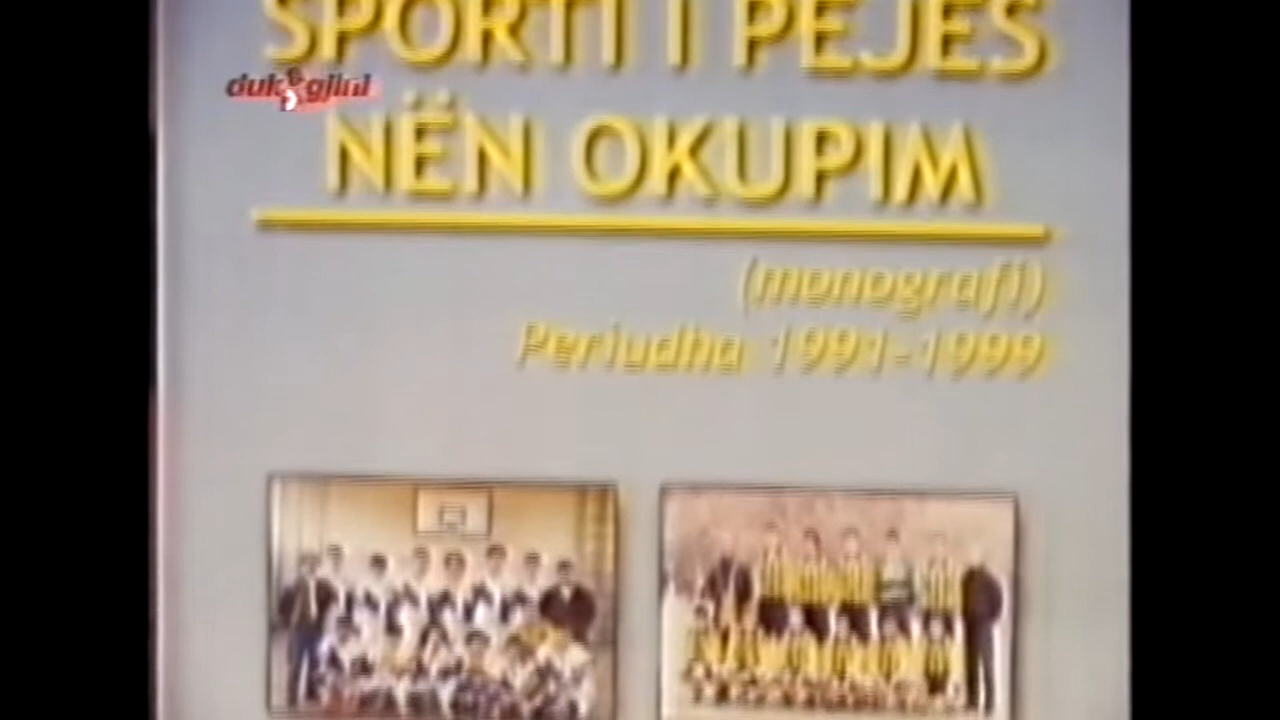 SPORTI I PEJËS
dukagjini
NËN OKUPIM
(monografi)
Periudha 1991-1999